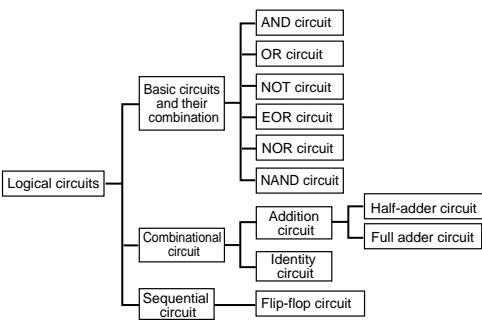 AND circuit
OR circuit
Basic circuits
and their
combination
NOT circuit
EOR circuit
NOR circuit
NAND circuit
Logical circuits
Addition
circuit
Half-adder circuit
Full adder circuit
Combinational
circuit
Identity
circuit
Sequential
circuit
Flip-flop circuit